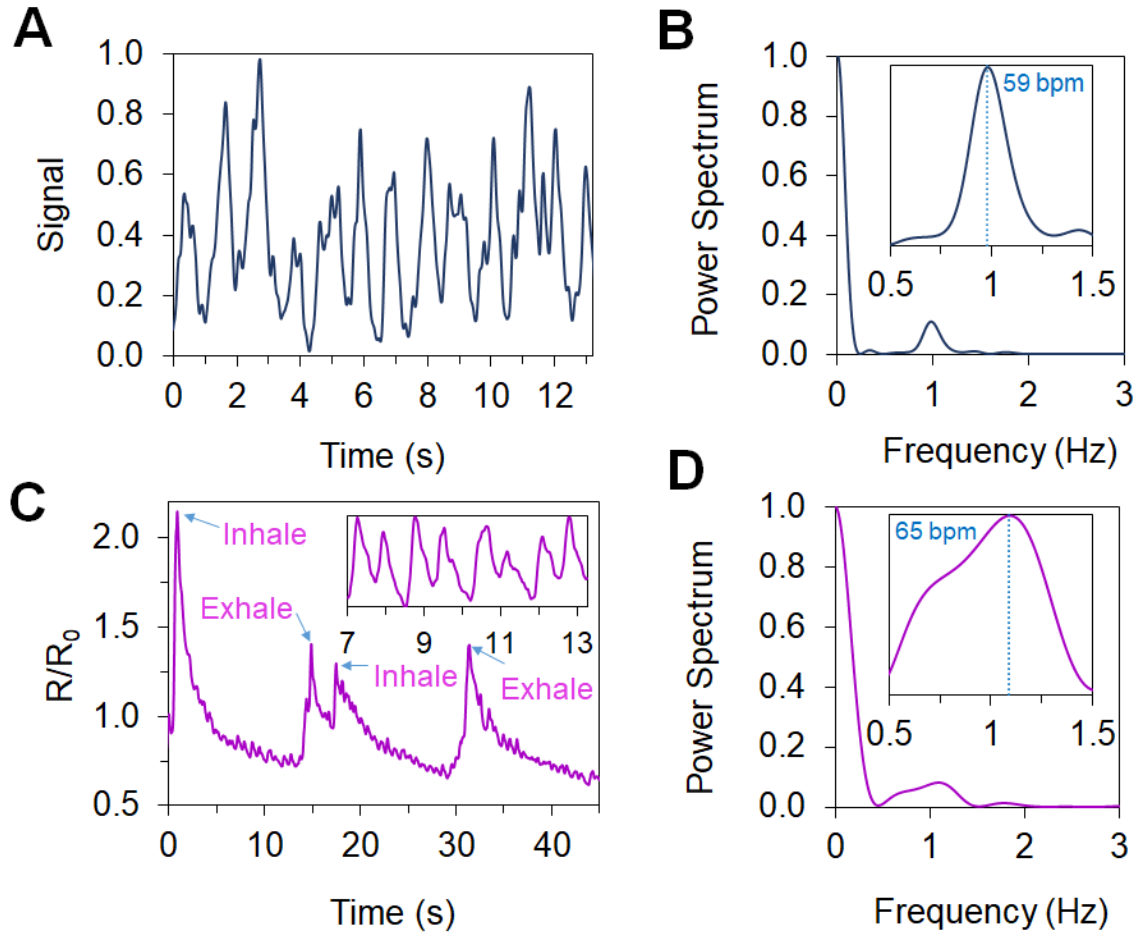 A
Signal
1.0
0.8
0.6
0.4
0.2
0.0
0 2 4 6 8 10 12
Time (s)
B
Power Spectrum
1.0
0.8
0.6
0.4
0.2
0.0
59 bpm
0.5 1 1.5
0 1 2 3
Frequency (Hz)
C
R/R0
2.0
1.5
1.0
0.5
Inhale
Exhale
Inhale
Exhale
7 9 11 13
0 10 20 30 40
Time (s)
D
Power Spectrum
1.0
0.8
0.6
0.4
0.2
0.0
65 bpm
0.5 1 1.5
0 1 2 3
Frequency (Hz)